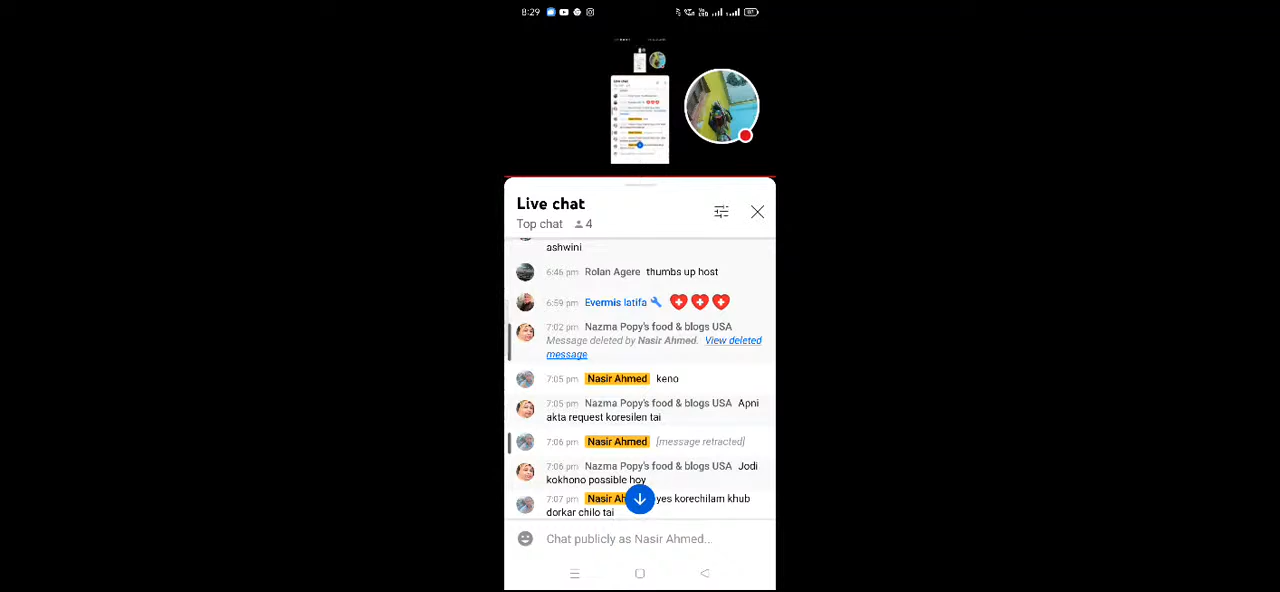 8:29
Live chat
Top chat 4
ashwini
6:46 pm Rolan Agere thumbs up host
6:59 pm Evermis latifa
7:02 pm Nazma Popy's food & blogs USA
Message deleted by Nasir Ahmed. View deleted
message
7:05 pm Nasir Ahmed keno
7:05 pm Nazma Popy's food & blogs USA Apni
akta request koresilen tai
7:06 pm Nasir Ahmed [message retracted]
7:06 pm Nazma Popy's food & blogs USA Jodi
kokhono possible hoy
7:07 pm Nasir yes korechilam khub
dorkar chilo tai
Chat publicly as Nasir Ahmed...